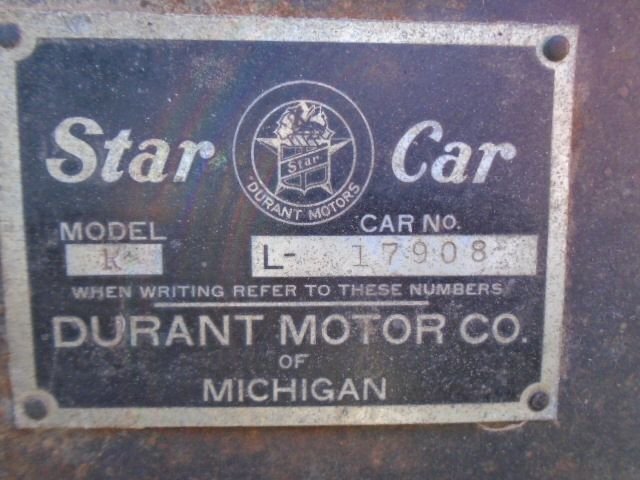 Star Car
Star
DURANT MOTORS
MODEL CAR NO.
R L- 17908
WHEN WRITING REFER TO THESE NUMBERS
DURANT MOTOR CO.
OF
MICHIGAN